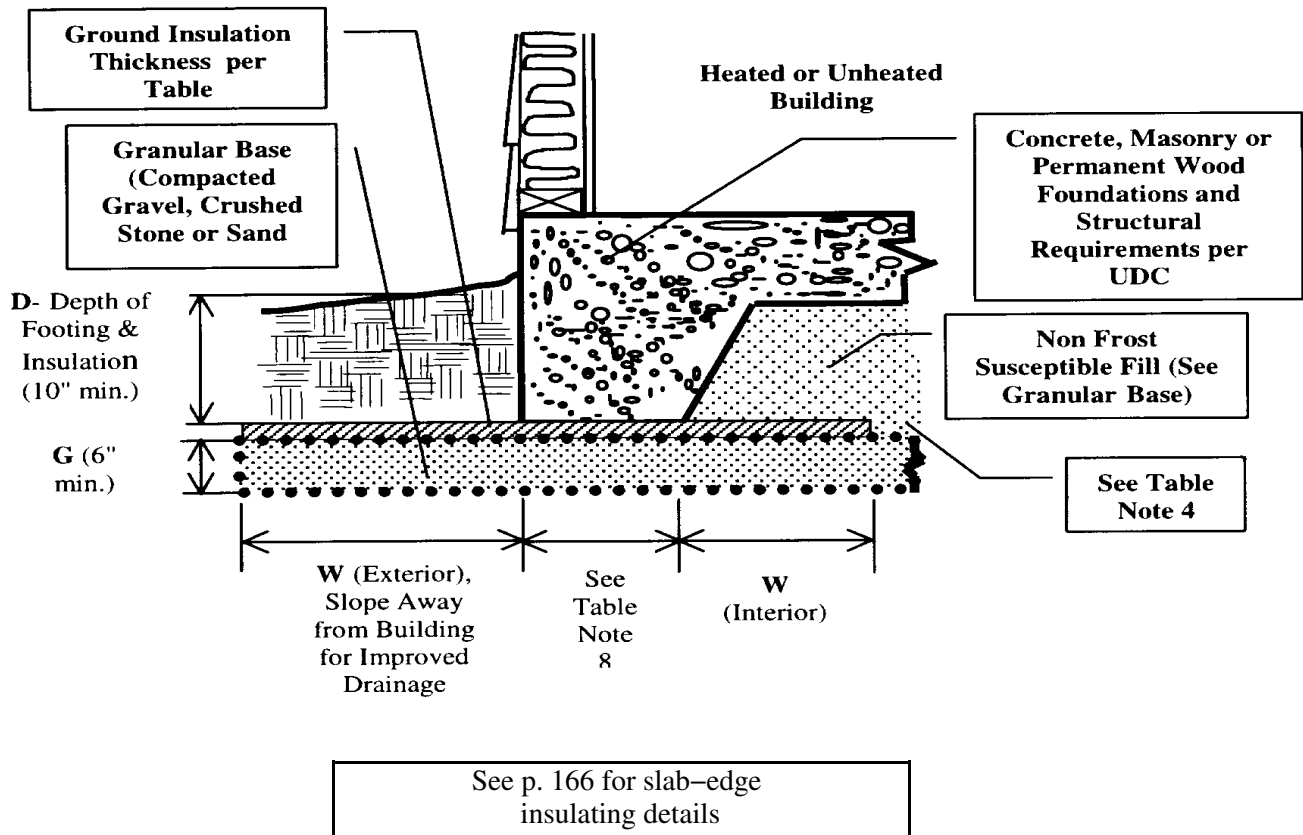 Ground Insulation
Thickness per
Table
Heated or Unheated
Building
Granular Base
(Compacted
Gravel, Crushed
Stone or Sand
Concrete, Masonry or
Permanent Wood
Foundations and
Structural
Requirements per
UDC
D- Depth of
Footing &
Insulation
(10" min.)
Non Frost
Susceptible Fill (See
Granular Base)
G (6"
min.)
See Table
Note 4
W (Exterior),
Slope Away
from Building
for Improved
Drainage
See
Table
Note
8
W
(Interior)
See p. 166 for slab–edge
insulating details